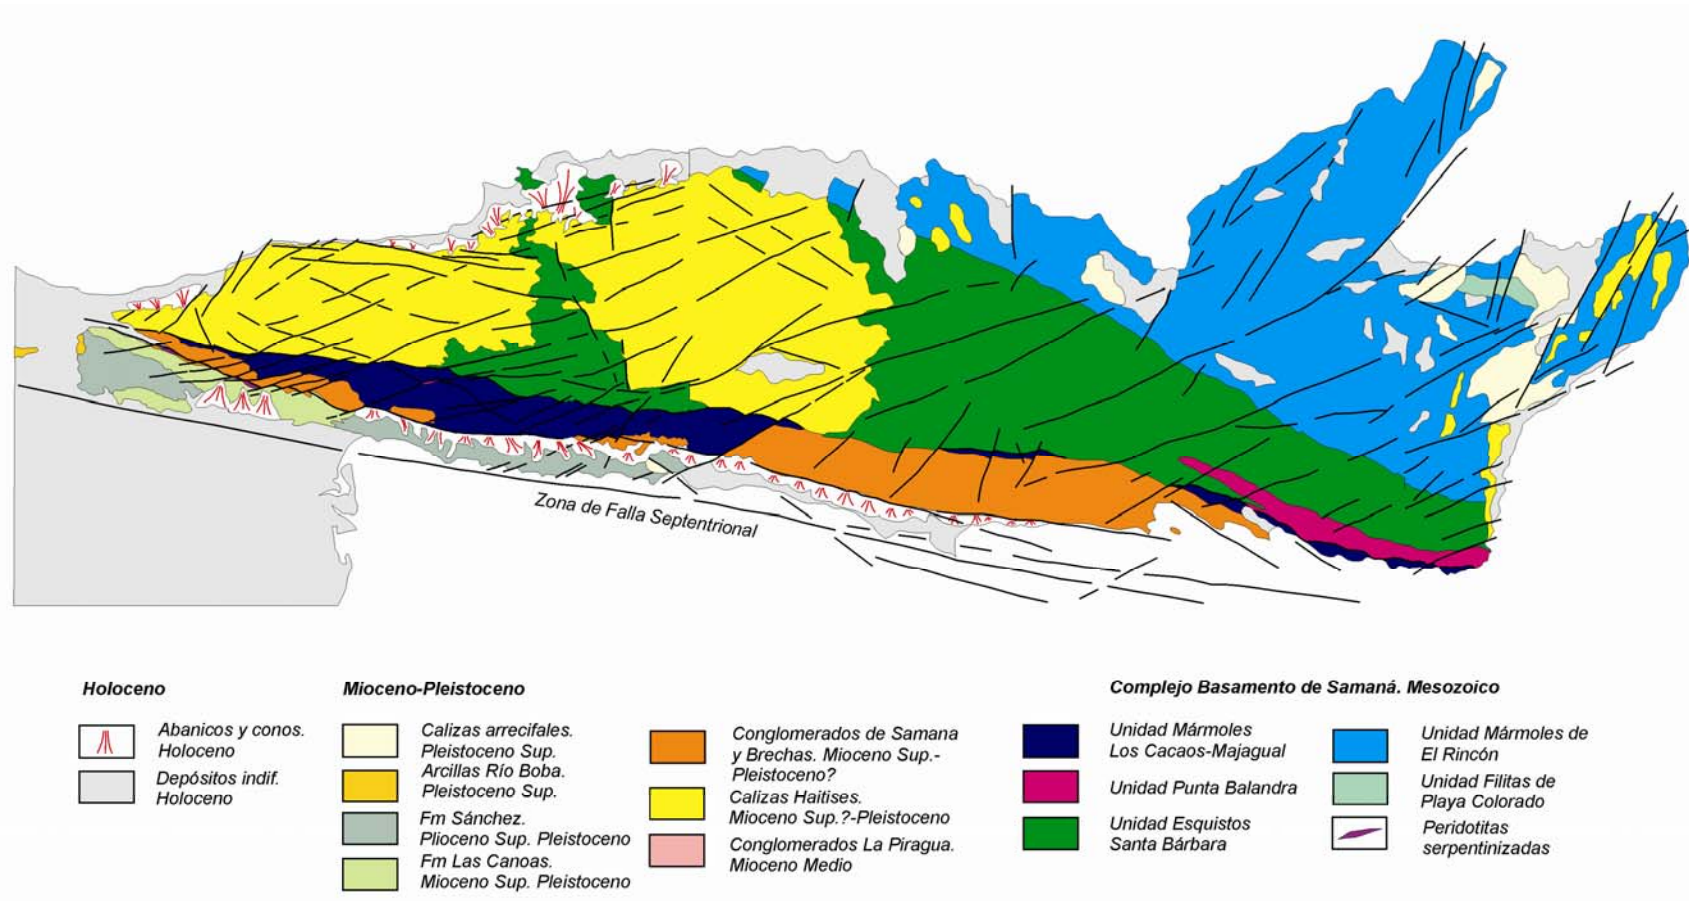 Zona de Falla Septentrional
Holoceno
Abanicos y conos.
Holoceno
Depósitos indif.
Holoceno
Mioceno-Pleistoceno
Calizas arrecifales.
Pleistoceno Sup.
Arcillas Río Boba.
Pleistoceno Sup.
Fm Sánchez.
Plioceno Sup. Pleistoceno
Fm Las Canoas.
Mioceno Sup. Pleistoceno
Conglomerados de Samana
y Brechas. Mioceno Sup.-
Pleistoceno?
Calizas Haitises.
Mioceno Sup.?-Pleistoceno
Conglomerados La Piragua.
Mioceno Medio
Complejo Basamento de Samaná. Mesozoico
Unidad Mármoles
Los Cacaos-Majagual
Unidad Punta Balandra
Unidad Esquistos
Santa Bárbara
Unidad Mármoles de
El Rincón
Unidad Filitas de
Playa Colorado
Peridotitas
serpentinizadas